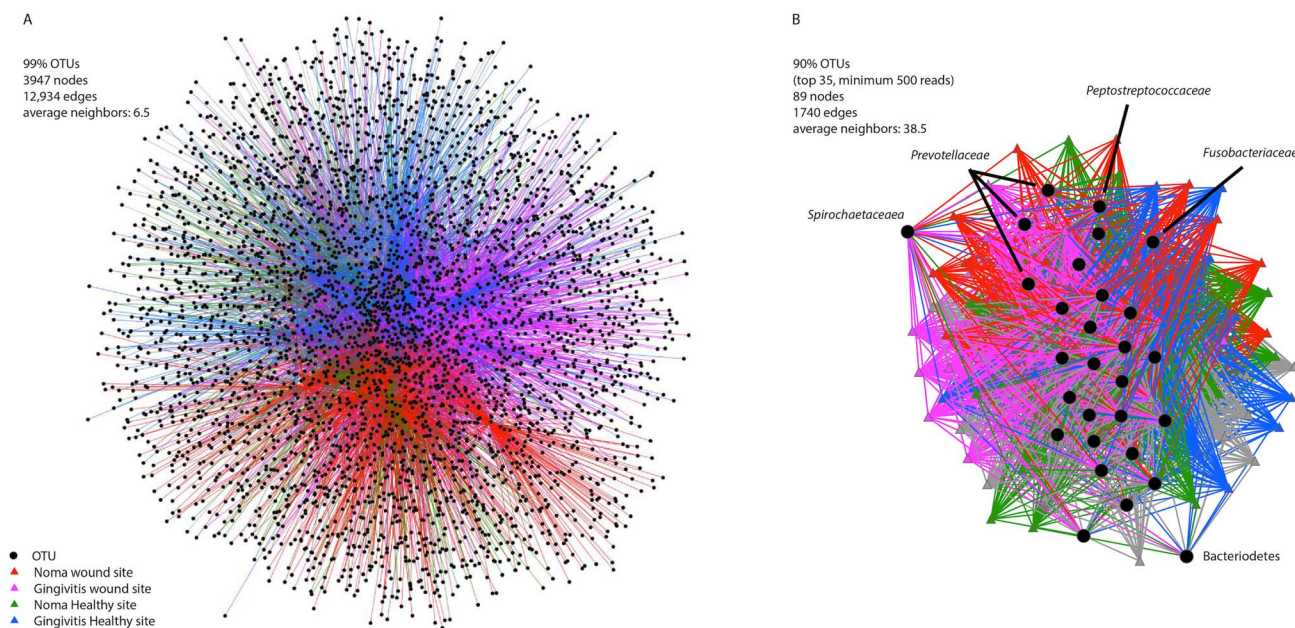 A
99% OTUs
3947 nodes
12,934 edges
average neighbors: 6.5
OTU
Noma wound site
Gingivitis wound site
Noma Healthy site
Gingivitis Healthy site
B
90% OTUs
(top 35, minimum 500 reads)
89 nodes
1740 edges
average neighbors: 38.5
Peptostreptococcaceae
Prevotellaceae
Fusobacteriaceae
Spirochaetaceaea
Bacteriodetes